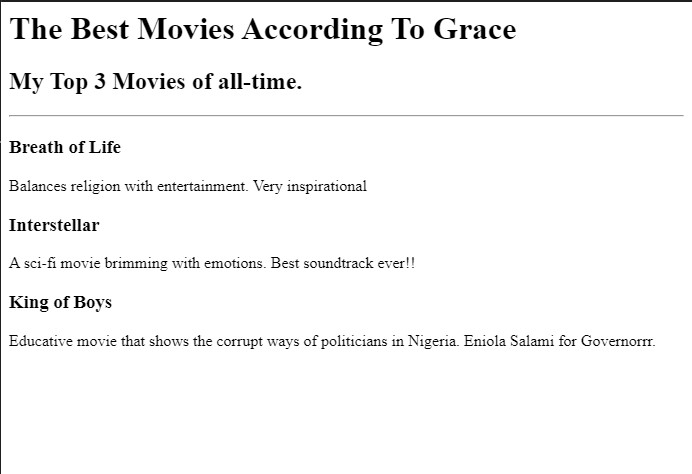 The Best Movies According To Grace
My Top 3 Movies of all-time.
Breath of Life
Balances religion with entertainment. Very inspirational
Interstellar
A sci-fi movie brimming with emotions. Best soundtrack ever!!
King of Boys
Educative movie that shows the corrupt ways of politicians in Nigeria. Eniola Salami for Governorrr.